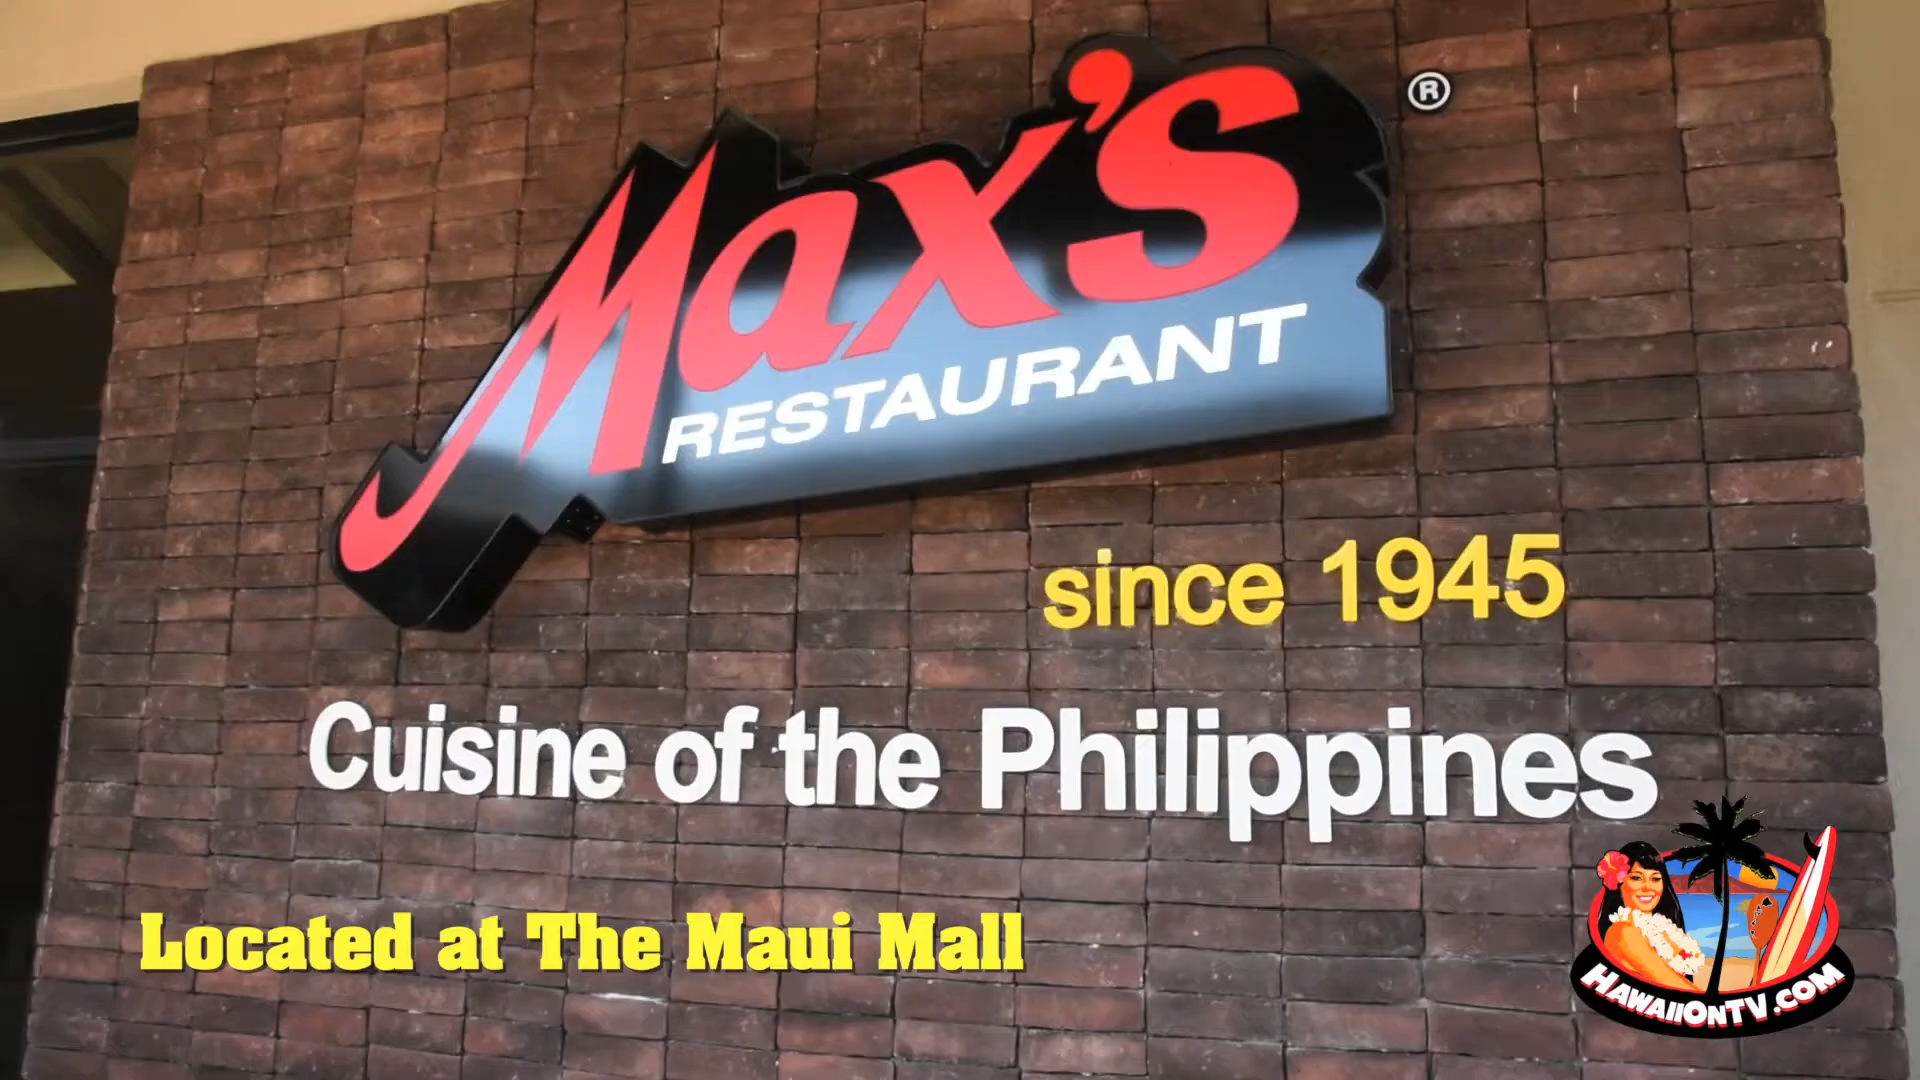 Max's ®
RESTAURANT
since 1945
Cuisine of the Philippines
Located at The Maui Mall
HAWAIIONTV.COM